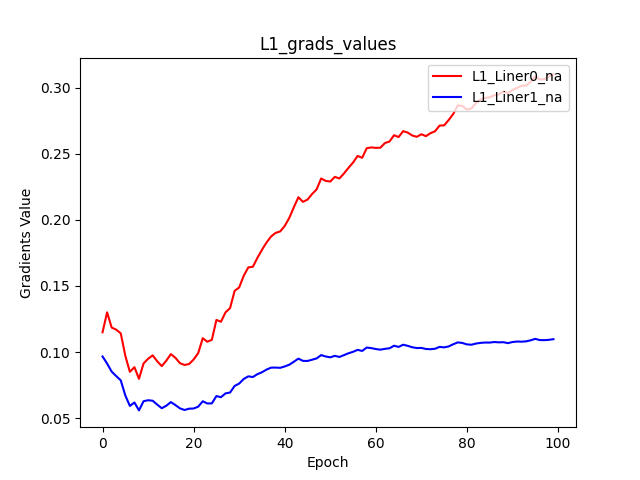 L1_grads_values
L1_Liner0_na
L1_Liner1_na
Gradients Value
0.30
0.25
0.20
0.15
0.10
0.05
0 20 40 60 80 100
Epoch